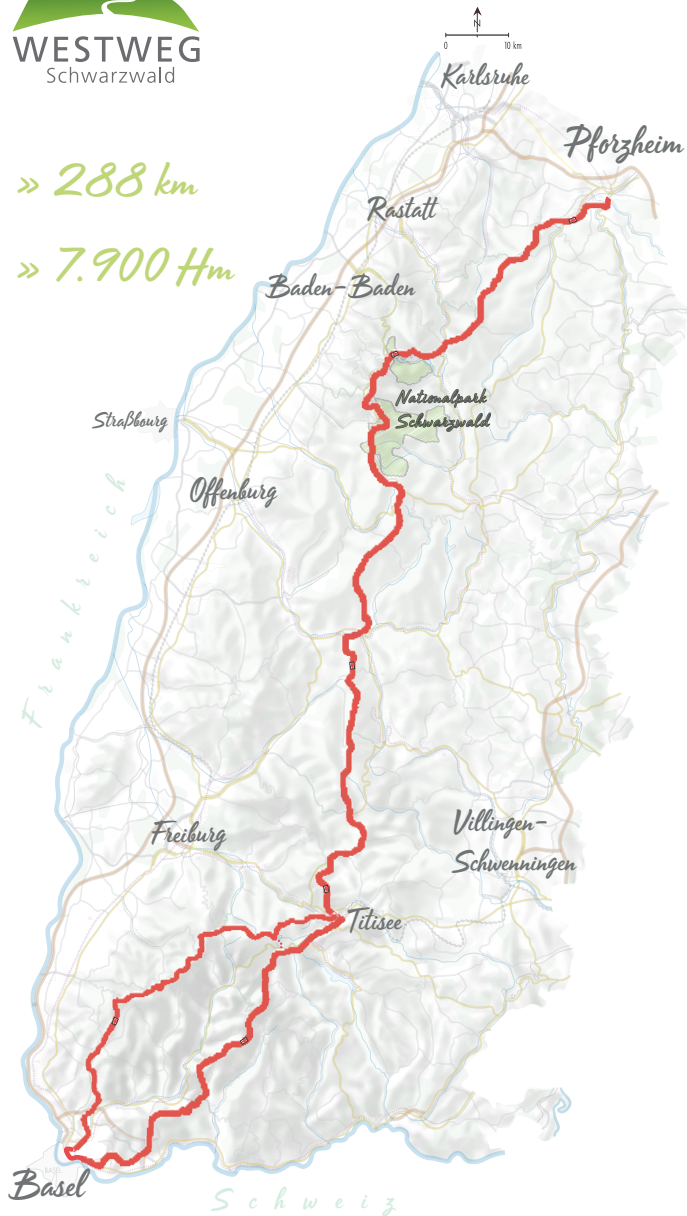 WESTWEG
Schwarzwald
N
0 10 km
» 288 km
» 7.900 Hm
Karlsruhe
Pforzheim
Rastatt
Baden-Baden
Nationalpark
Schwarzwald
Straßbourg
Offenburg
Frankreich
Freiburg
Villingen-
Schwenningen
Titisee
BASEL
Basel
Schweiz